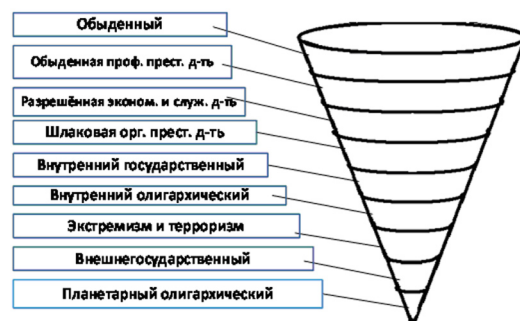 Обыденный
Обыденная проф. прест. д-ть
Разрешённая эконом. и служ. д-ть
Шлаковая орг. прест. д-ть
Внутренний государственный
Внутренний олигархический
Экстремизм и терроризм
Внешнегосударственный
Планетарный олигархический